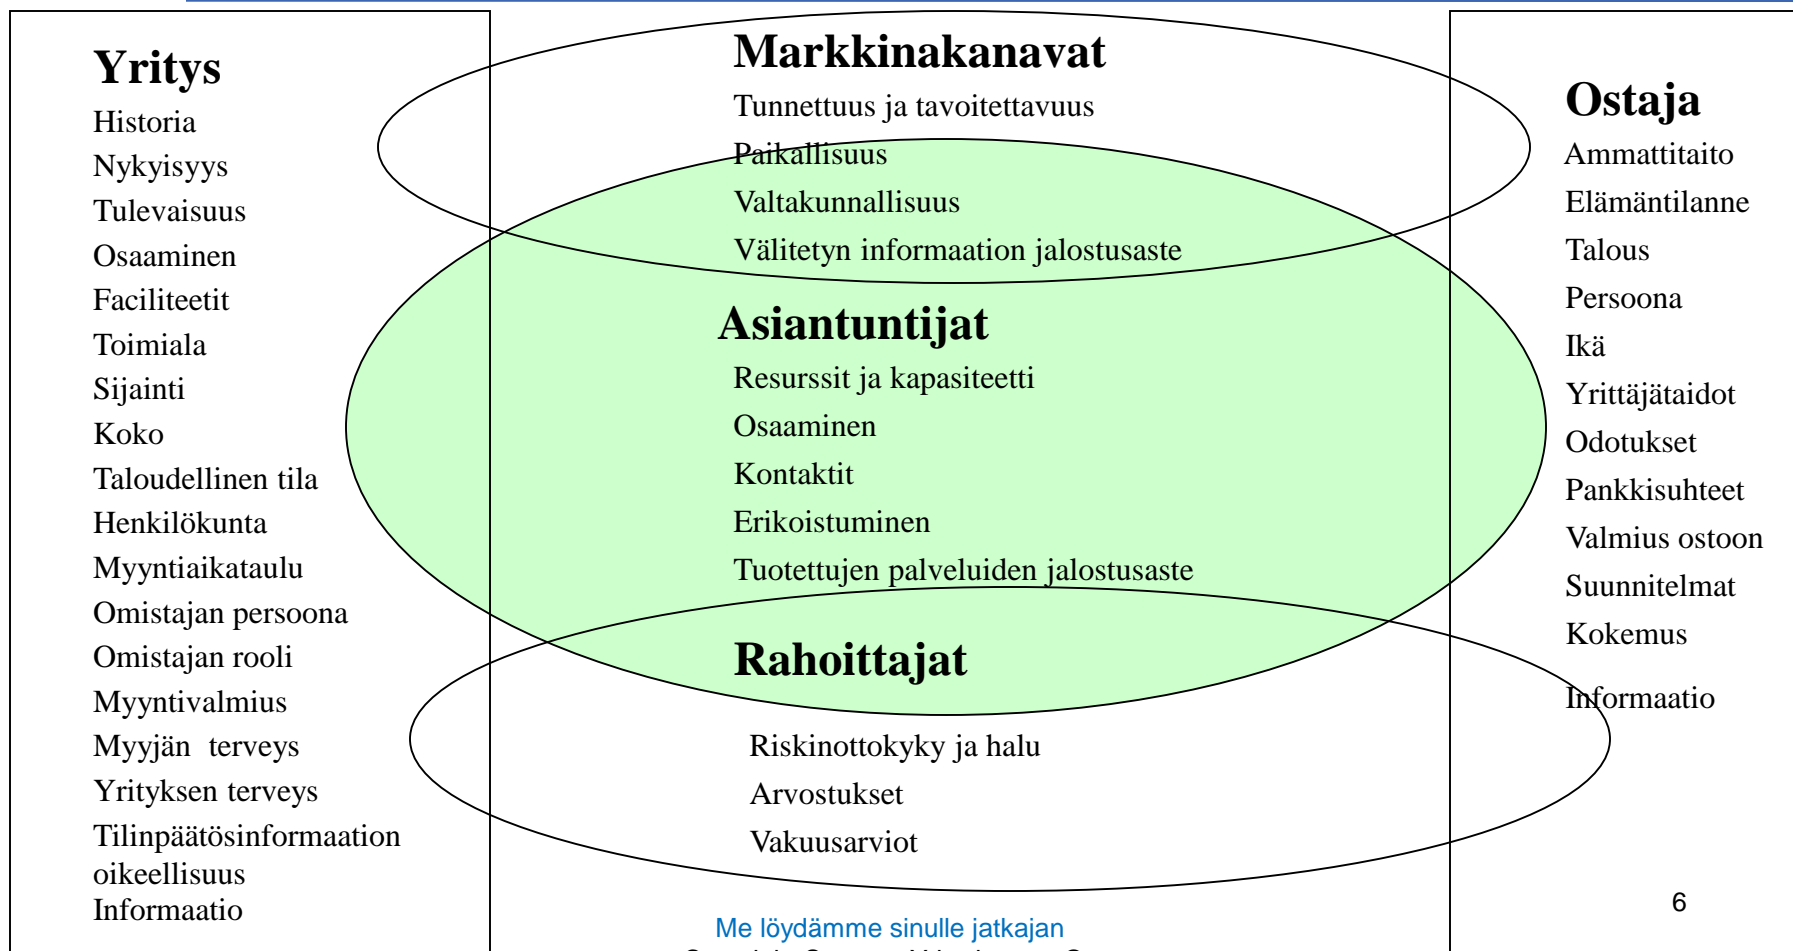 Yritys
Historia
Nykyisyys
Tulevaisuus
Osaaminen
Faciliteetit
Toimiala
Sijainti
Koko
Taloudellinen tila
Henkilökunta
Myyntiaikataulu
Omistajan persoona
Omistajan rooli
Myyntivalmius
Myyjän terveys
Yrityksen terveys
Tilinpäätösinformaation
oikeellisuus
Informaatio
Markkinakanavat
Tunnettuus ja tavoitettavuus
Paikallisuus
Valtakunnallisuus
Välitetyn informaation jalostusaste
Asiantuntijat
Resurssit ja kapasiteetti
Osaaminen
Kontaktit
Erikoistuminen
Tuotettujen palveluiden jalostusaste
Rahoittajat
Riskinottokyky ja halu
Arvostukset
Vakuusarviot
Ostaja
Ammattitaito
Elämäntilanne
Talous
Persoona
Ikä
Yrittäjätaidot
Odotukset
Pankkisuhteet
Valmius ostoon
Suunnitelmat
Kokemus
Informaatio
Me löydämme sinulle jatkajan
6